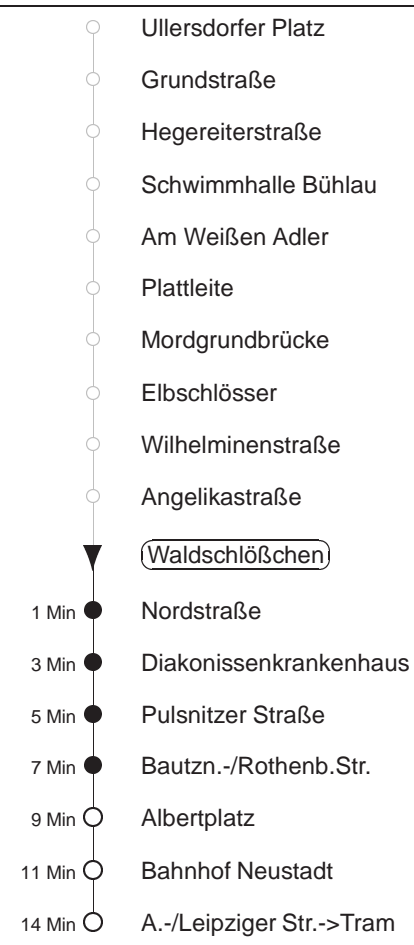 Ullersdorfer Platz
Grundstraße
Hegereiterstraße
Schwimmhalle Bühlau
Am Weißen Adler
Plattleite
Mordgrundbrücke
Elbschlösser
Wilhelminenstraße
Angelikastraße
Waldschlößchen
1 Min Nordstraße
3 Min Diakonissenkrankenhaus
5 Min Pulsnitzer Straße
7 Min Bautzn.-/Rothenb.Str.
9 Min Albertplatz
11 Min Bahnhof Neustadt
14 Min A.-/Leipziger Str.->Tram